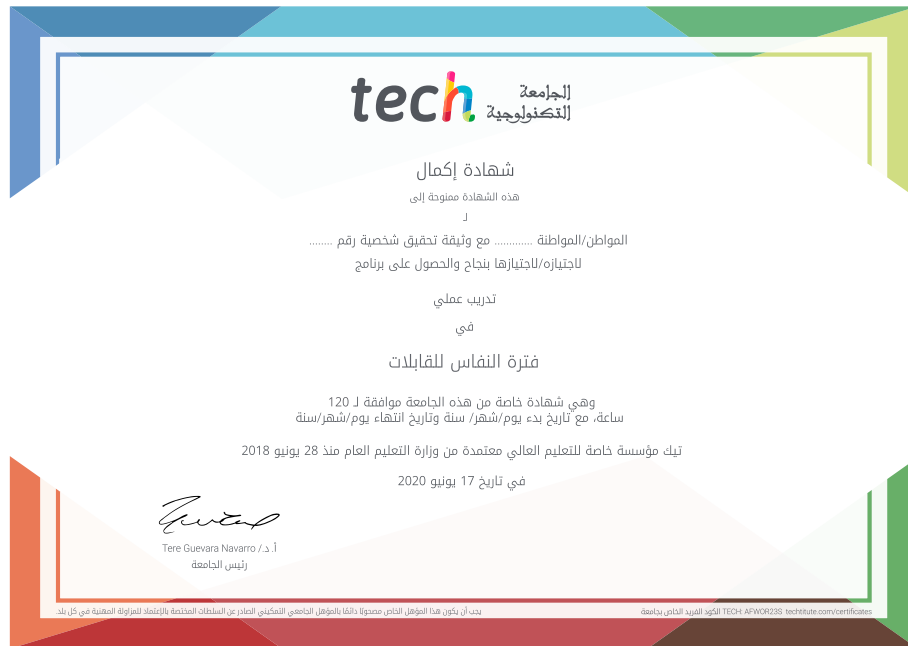 tech
الجامعة
التكنولوجية
شهادة إكمال
هذه الشهادة ممنوحة إلى
لـ
المواطن/المواطنة ............. مع وثيقة تحقيق شخصية رقم ........
لاجتيازه/لاجتيازها بنجاح والحصول على برنامج
تدريب عملي
في
فترة النفاس للقابلات
وهي شهادة خاصة من هذه الجامعة موافقة لـ 120
ساعة، مع تاريخ بدء يوم/شهر/ سنة وتاريخ انتهاء يوم/شهر/سنة
تيك مؤسسة خاصة للتعليم العالي معتمدة من وزارة التعليم العام منذ 28 يونيو 2018
في تاريخ 17 يونيو 2020
أ.د./ Tere Guevara Navarro
رئيس الجامعة
يجب أن يكون هذا المؤهل الخاص مصحوبًا دائمًا بالمؤهل الجامعي التمكيني الصادر عن السلطات المختصة بالإعتماد للمزاولة المهنية في كل بلد.
الكود الفريد الخاص بجامعة TECH: AFWOR23S techtitute.com/certificates